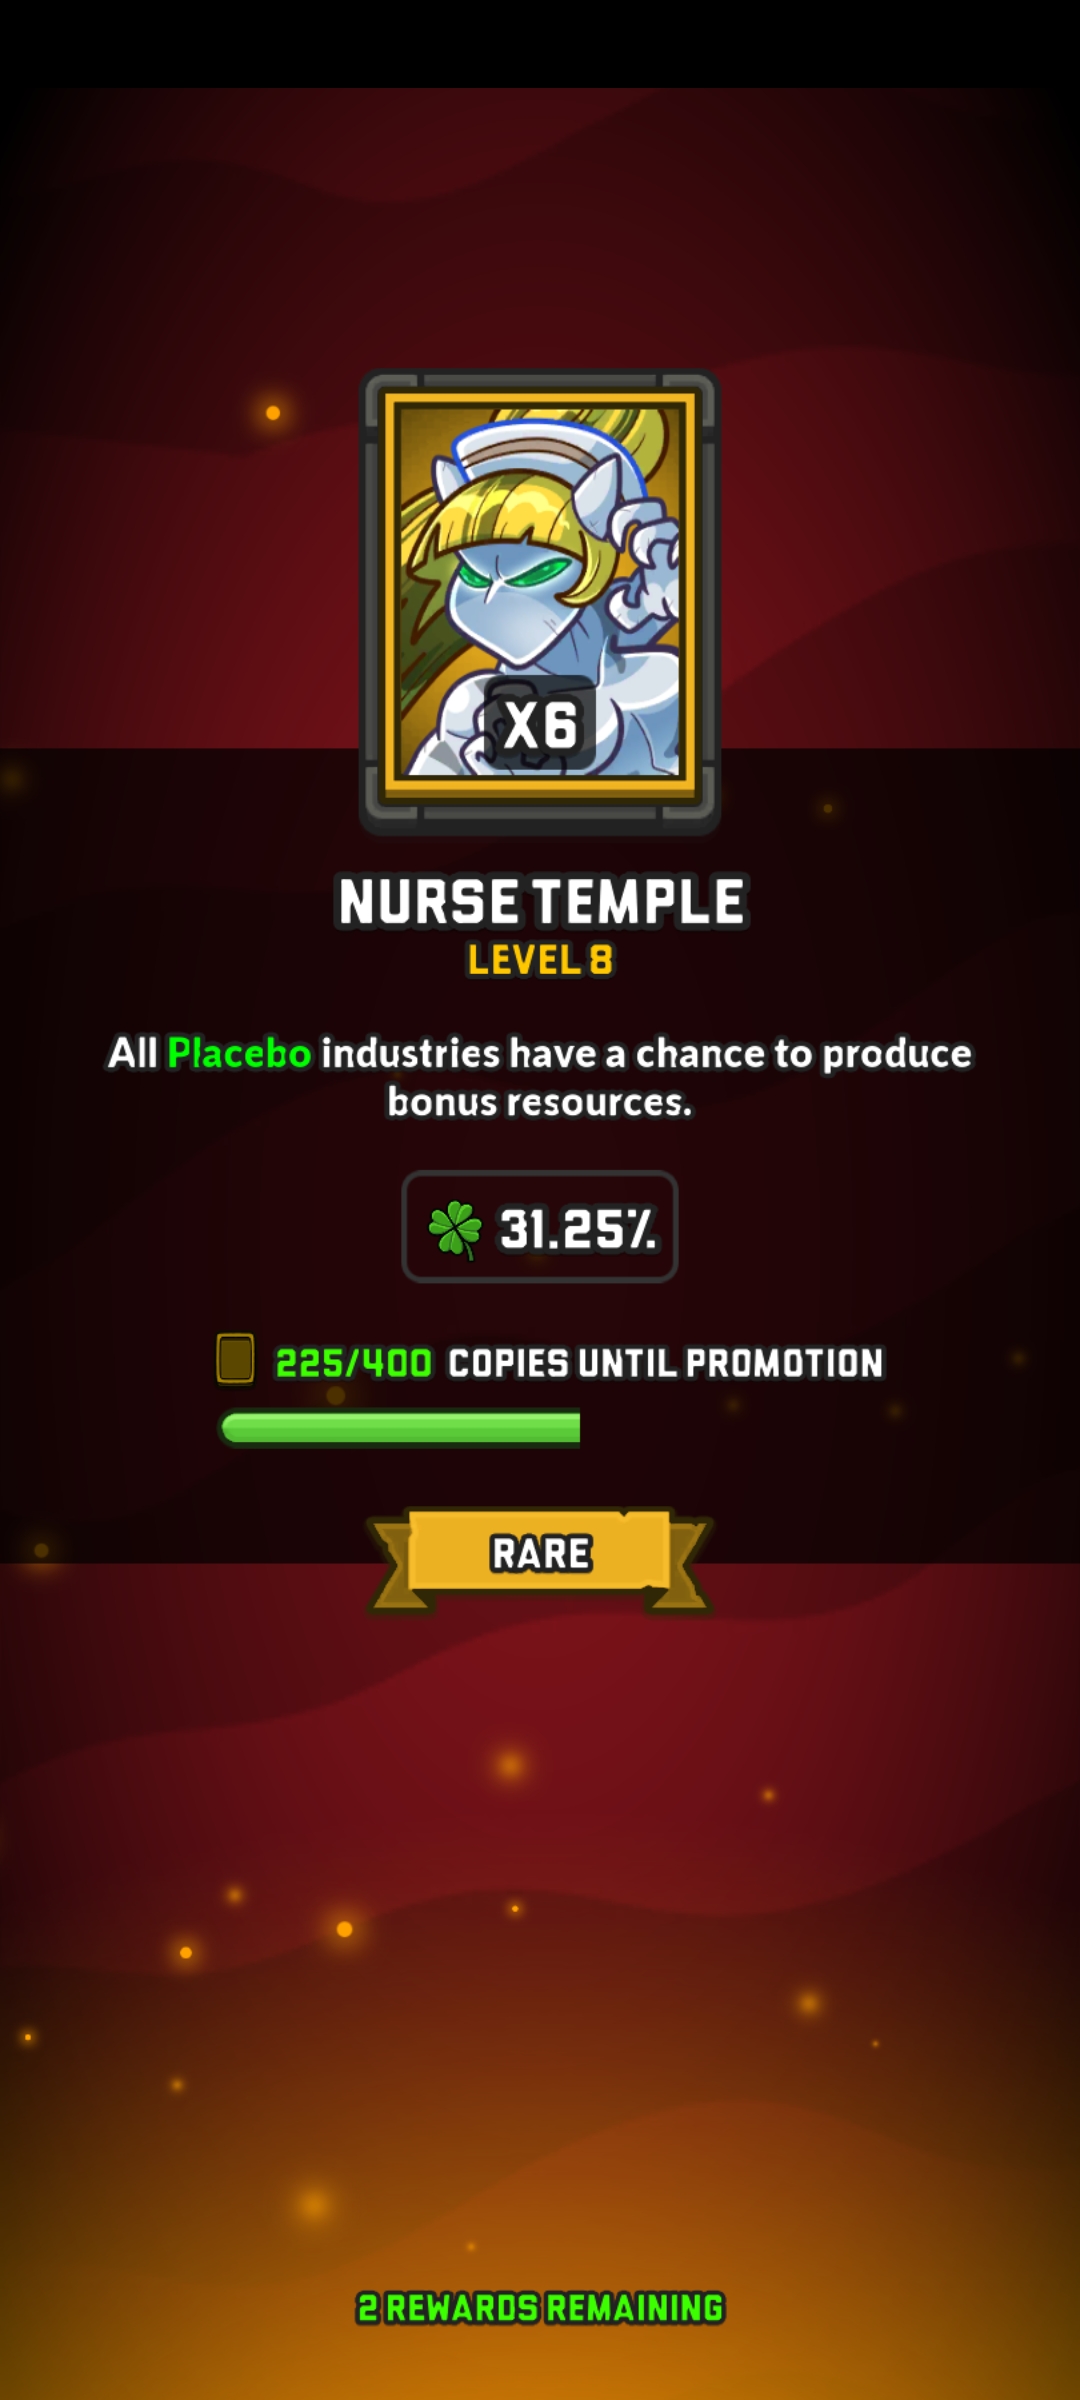 X6
NURSE TEMPLE
LEVEL 8
All Placebo industries have a chance to produce
bonus resources.
31.25%
225/400 COPIES UNTIL PROMOTION
RARE
2 REWARDS REMAINING